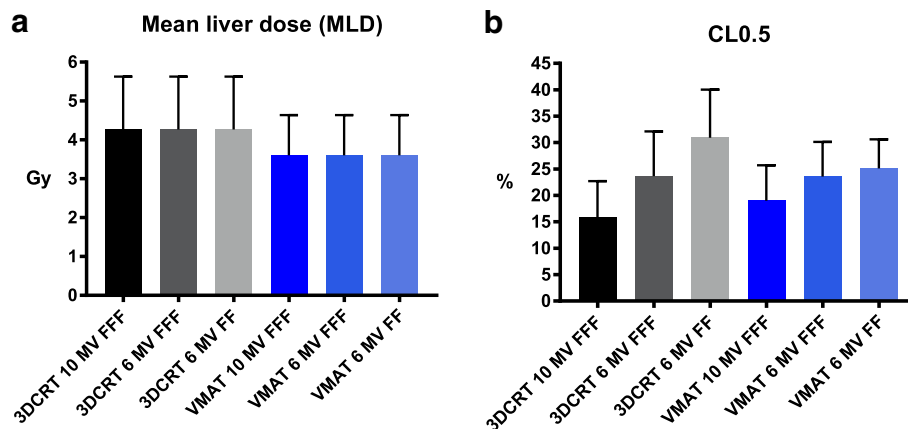 a
Mean liver dose (MLD)
6
5
4
3
2
1
0
Gy
3DCRT 10 MV FFF
3DCRT 6 MV FFF
3DCRT 6 MV FF
VMAT 10 MV FFF
VMAT 6 MV FFF
VMAT 6 MV FF
b
CL0.5
45
40
35
30
25
20
15
10
5
0
%
3DCRT 10 MV FFF
3DCRT 6 MV FFF
3DCRT 6 MV FF
VMAT 10 MV FFF
VMAT 6 MV FFF
VMAT 6 MV FF